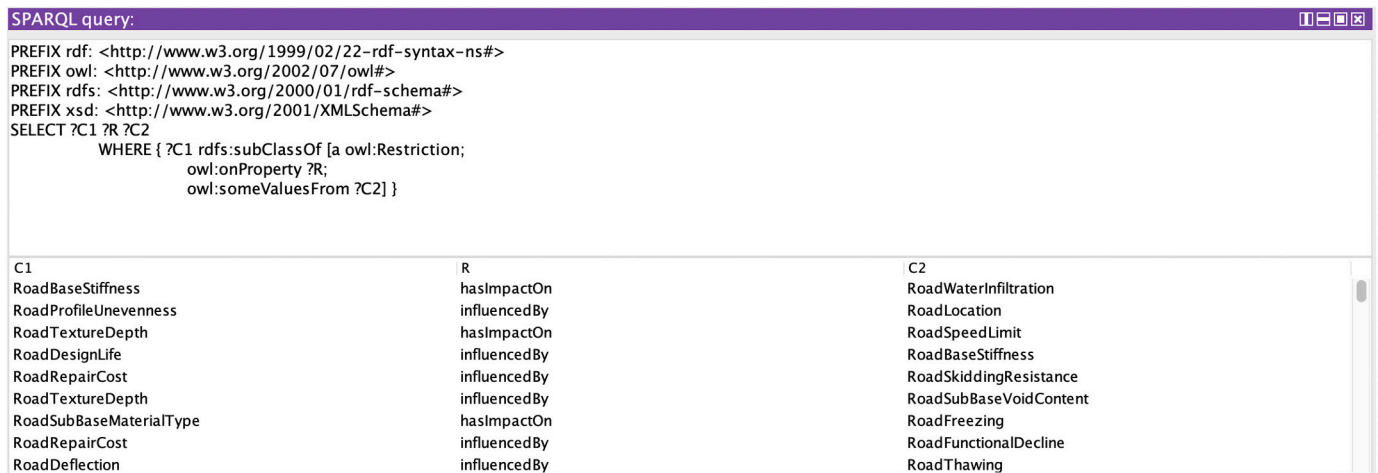 SPARQL query:
PREFIX rdf: <http://www.w3.org/1999/02/22-rdf-syntax-ns#>
PREFIX owl: <http://www.w3.org/2002/07/owl#>
PREFIX rdfs: <http://www.w3.org/2000/01/rdf-schema#>
PREFIX xsd: <http://www.w3.org/2001/XMLSchema#>
SELECT ?C1 ?R ?C2
WHERE { ?C1 rdfs:subClassOf [a owl:Restriction;
owl:onProperty ?R;
owl:someValuesFrom ?C2] }
C1 R C2
RoadBaseStiffness hasImpactOn RoadWaterInfiltration
RoadProfileUnevenness influencedBy RoadLocation
RoadTextureDepth hasImpactOn RoadSpeedLimit
RoadDesignLife influencedBy RoadBaseStiffness
RoadRepairCost influencedBy RoadSkiddingResistance
RoadTextureDepth influencedBy RoadSubBaseVoidContent
RoadSubBaseMaterialType hasImpactOn RoadFreezing
RoadRepairCost influencedBy RoadFunctionalDecline
RoadDeflection influencedBy RoadThawing